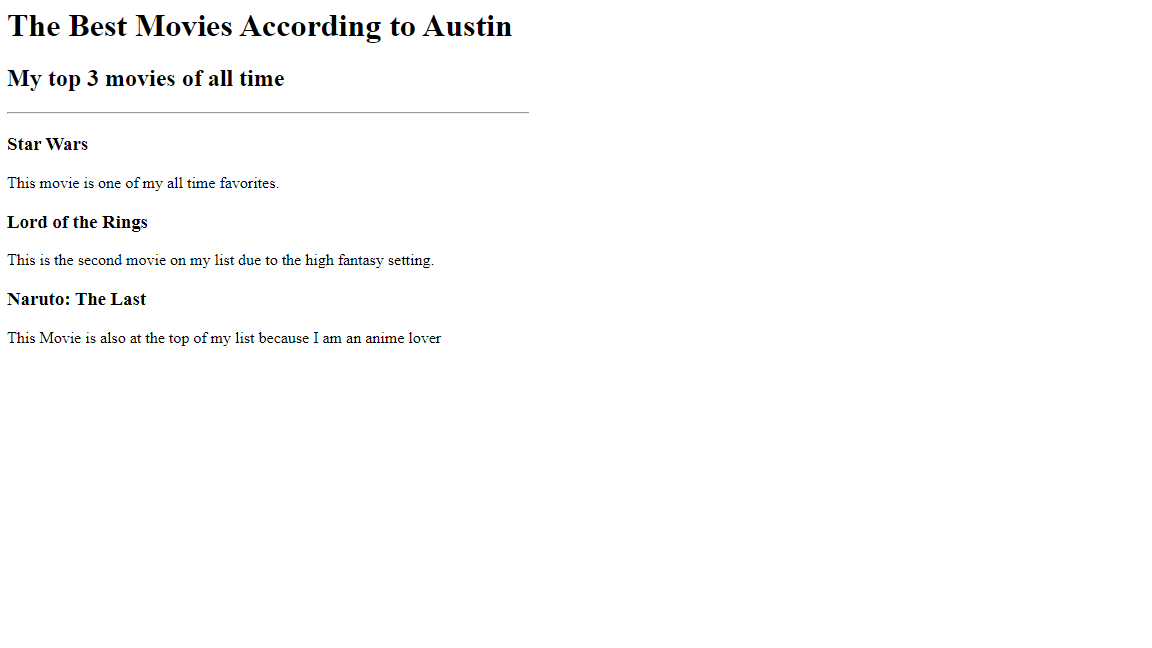 The Best Movies According to Austin
My top 3 movies of all time
Star Wars
This movie is one of my all time favorites.
Lord of the Rings
This is the second movie on my list due to the high fantasy setting.
Naruto: The Last
This Movie is also at the top of my list because I am an anime lover